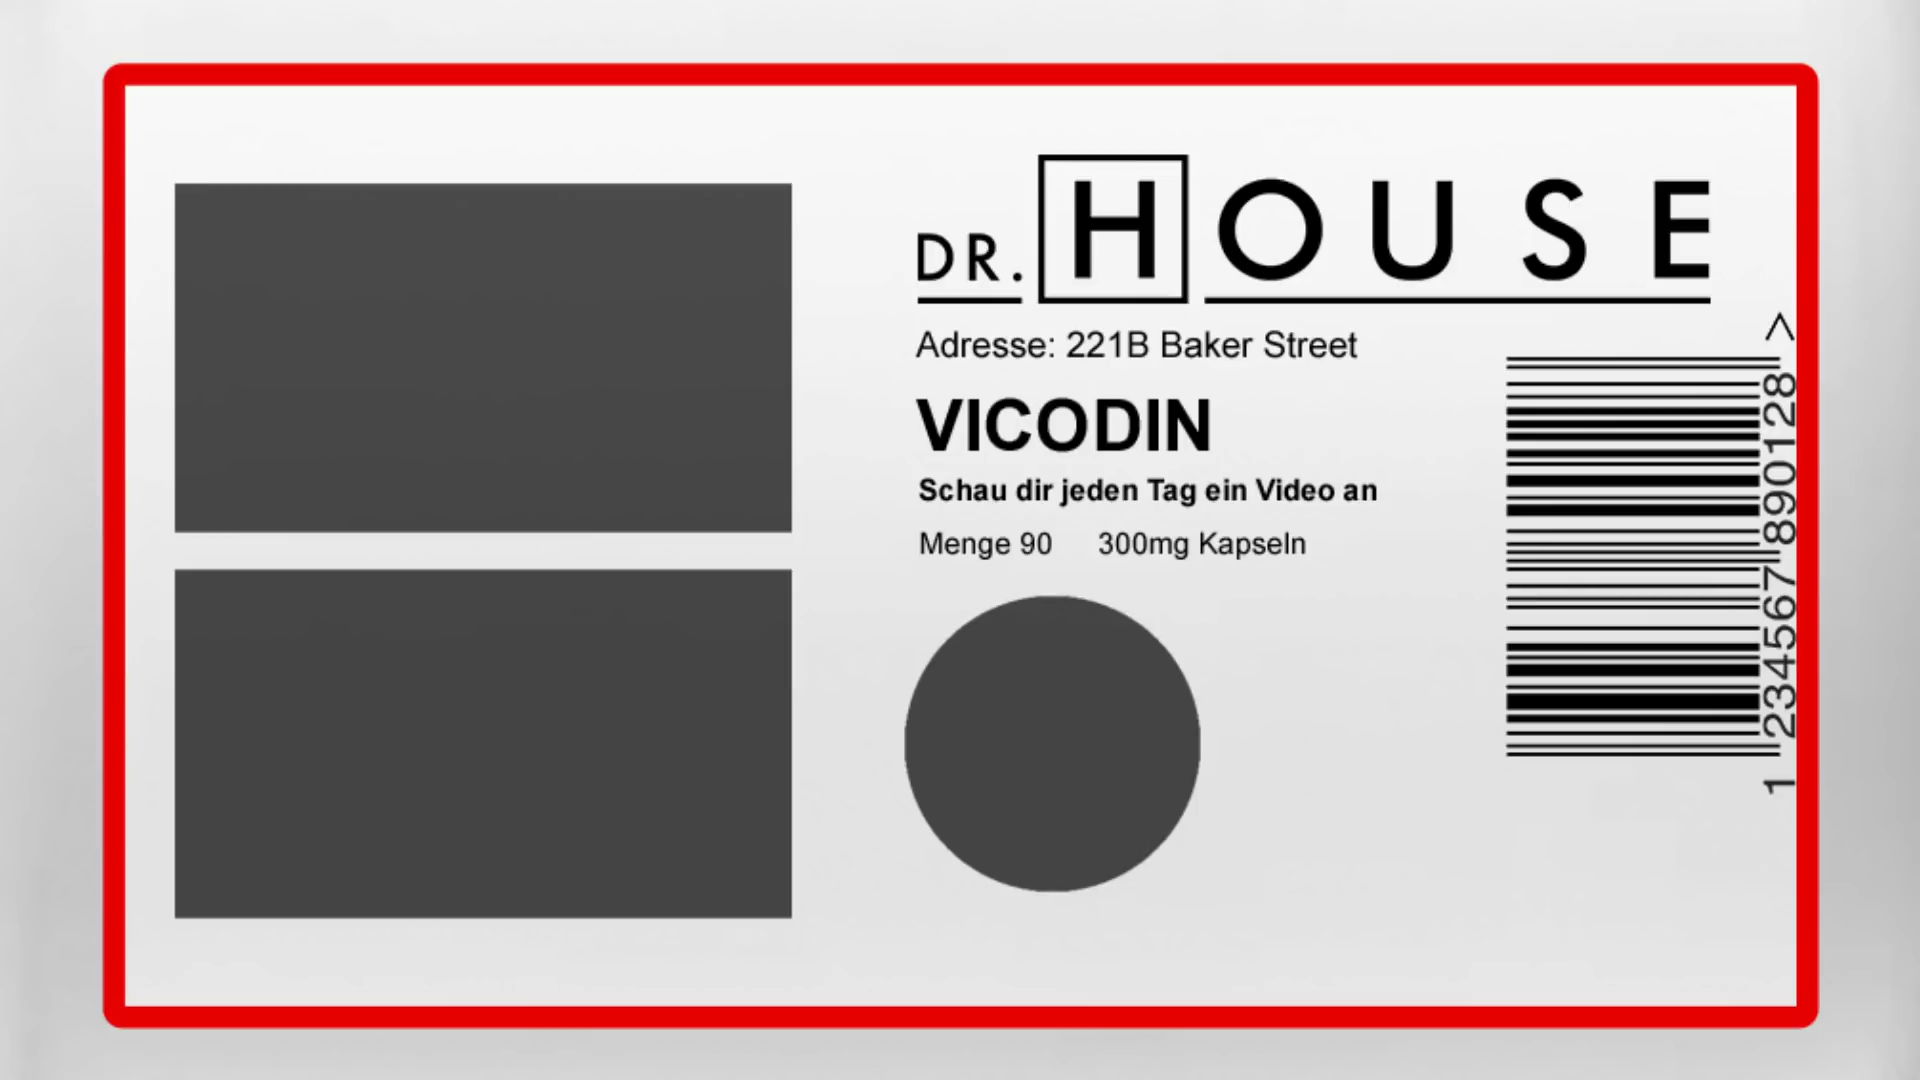 DR. HOUSE
Adresse: 221B Baker Street
VICODIN
Schau dir jeden Tag ein Video an
Menge 90 300mg Kapseln
1 234567 890128 >